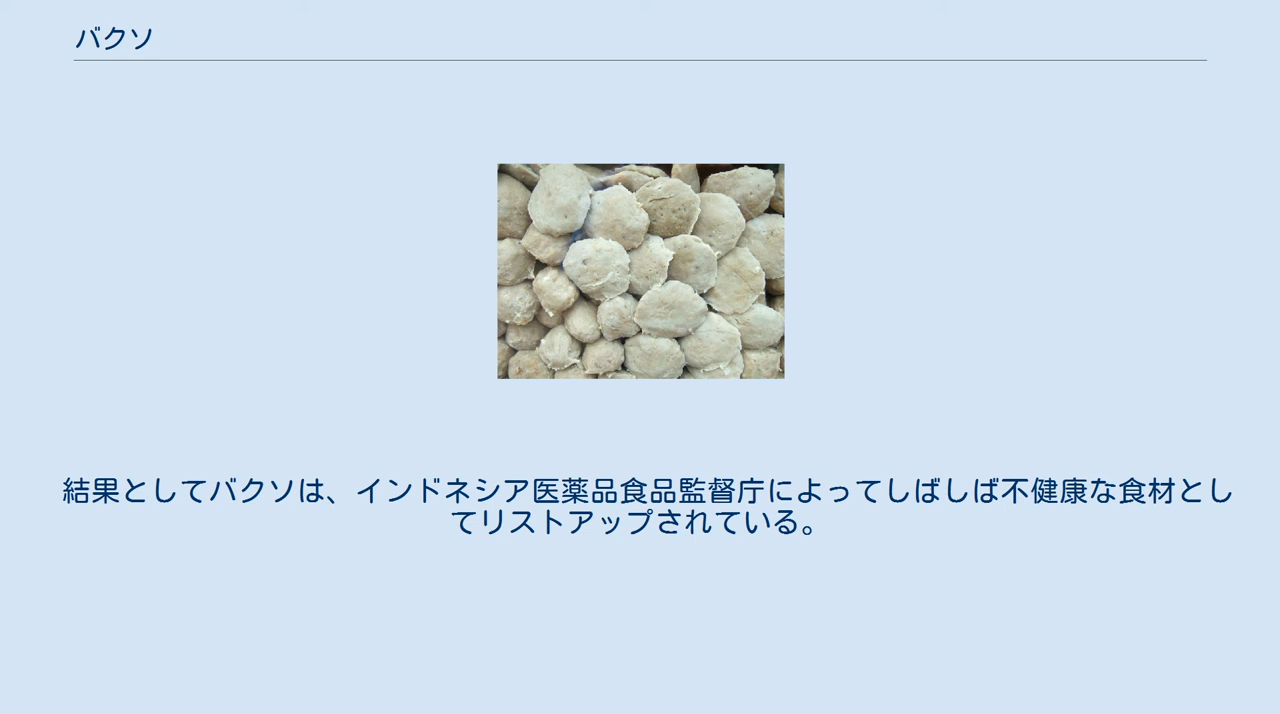 バクソ
結果としてバクソは、インドネシア医薬品食品監督庁によってしばしば不健康な食材とし
てリストアップされている。